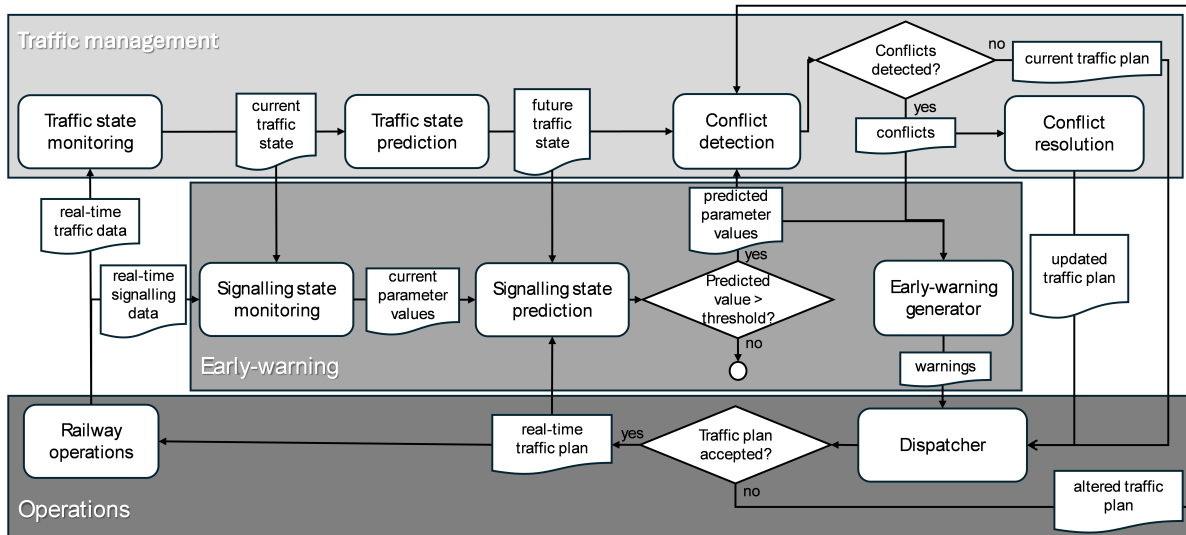 Traffic management
Conflicts
detected?
no
current traffic plan
Traffic state
monitoring
current
traffic
state
Traffic state
prediction
future
traffic
state
Conflict
detection
yes
conflicts
Conflict
resolution
real-time
traffic data
predicted
parameter
values
updated
traffic plan
real-time
signalling
data
Signalling state
monitoring
current
parameter
values
Signalling state
prediction
yes
Predicted
value >
threshold?
no
Early-warning
generator
warnings
Early-warning
Railway
operations
real-time
traffic plan
yes
Traffic plan
accepted?
no
Dispatcher
altered traffic
plan
Operations